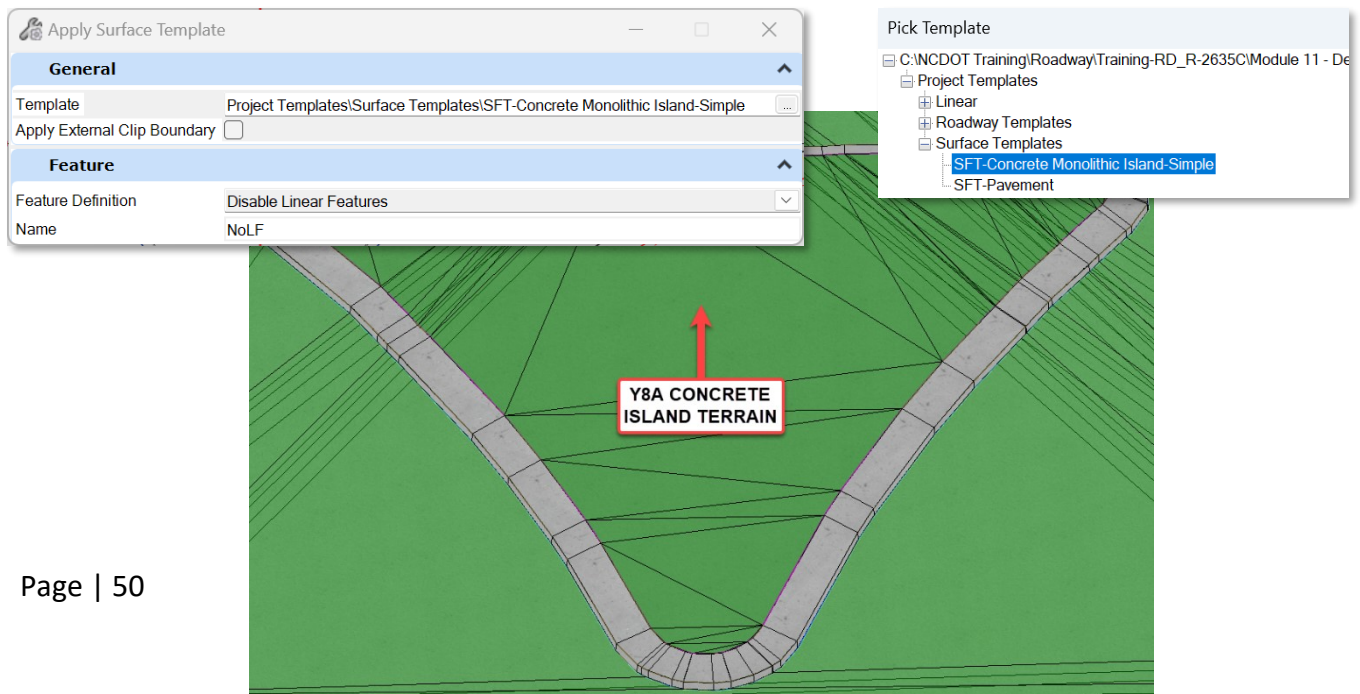 Apply Surface Template
General
Template Project Templates\Surface Templates\SFT-Concrete Monolithic Island-Simple ...
Apply External Clip Boundary
Feature
Feature Definition Disable Linear Features
Name NoLF
Pick Template
C:\NCDOT Training\Roadway\Training-RD_R-2635C\Module 11 - De
Project Templates
Linear
Roadway Templates
Surface Templates
SFT-Concrete Monolithic Island-Simple
SFT-Pavement
Y8A CONCRETE
ISLAND TERRAIN
Page | 50